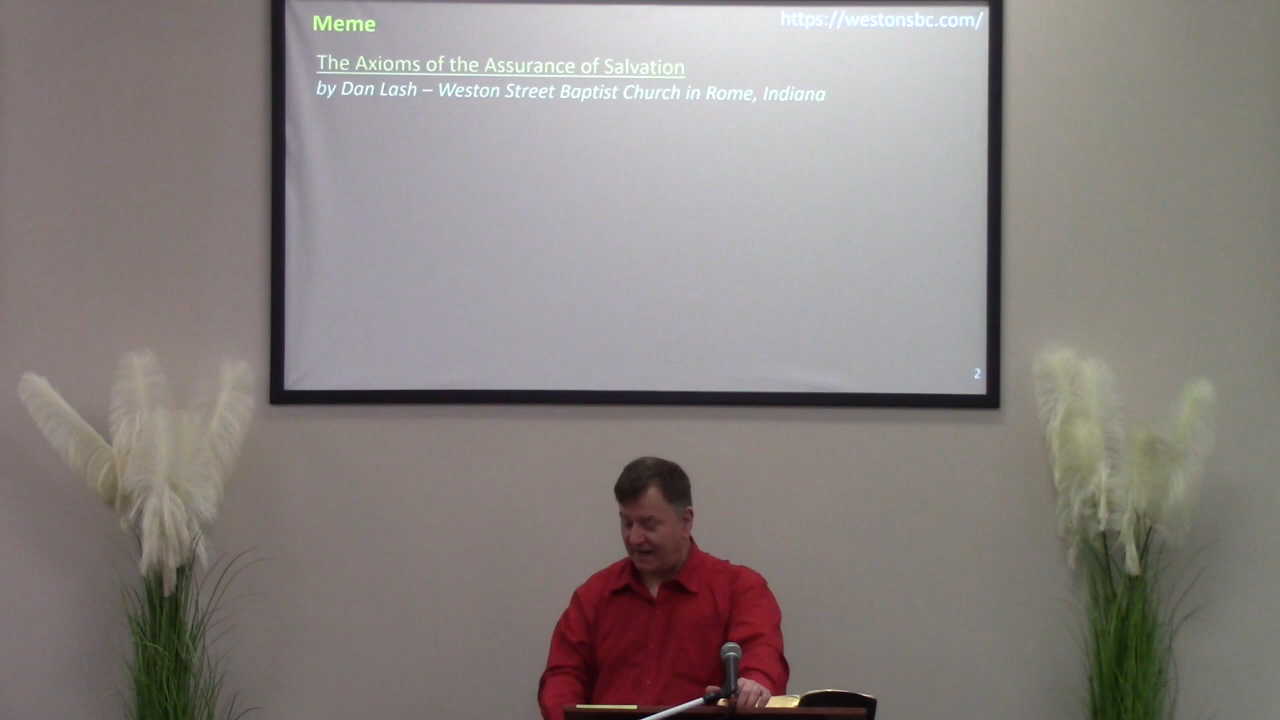 Meme
https://westonsbc.com/
The Axioms of the Assurance of Salvation
by Dan Lash – Weston Street Baptist Church in Rome, Indiana
2